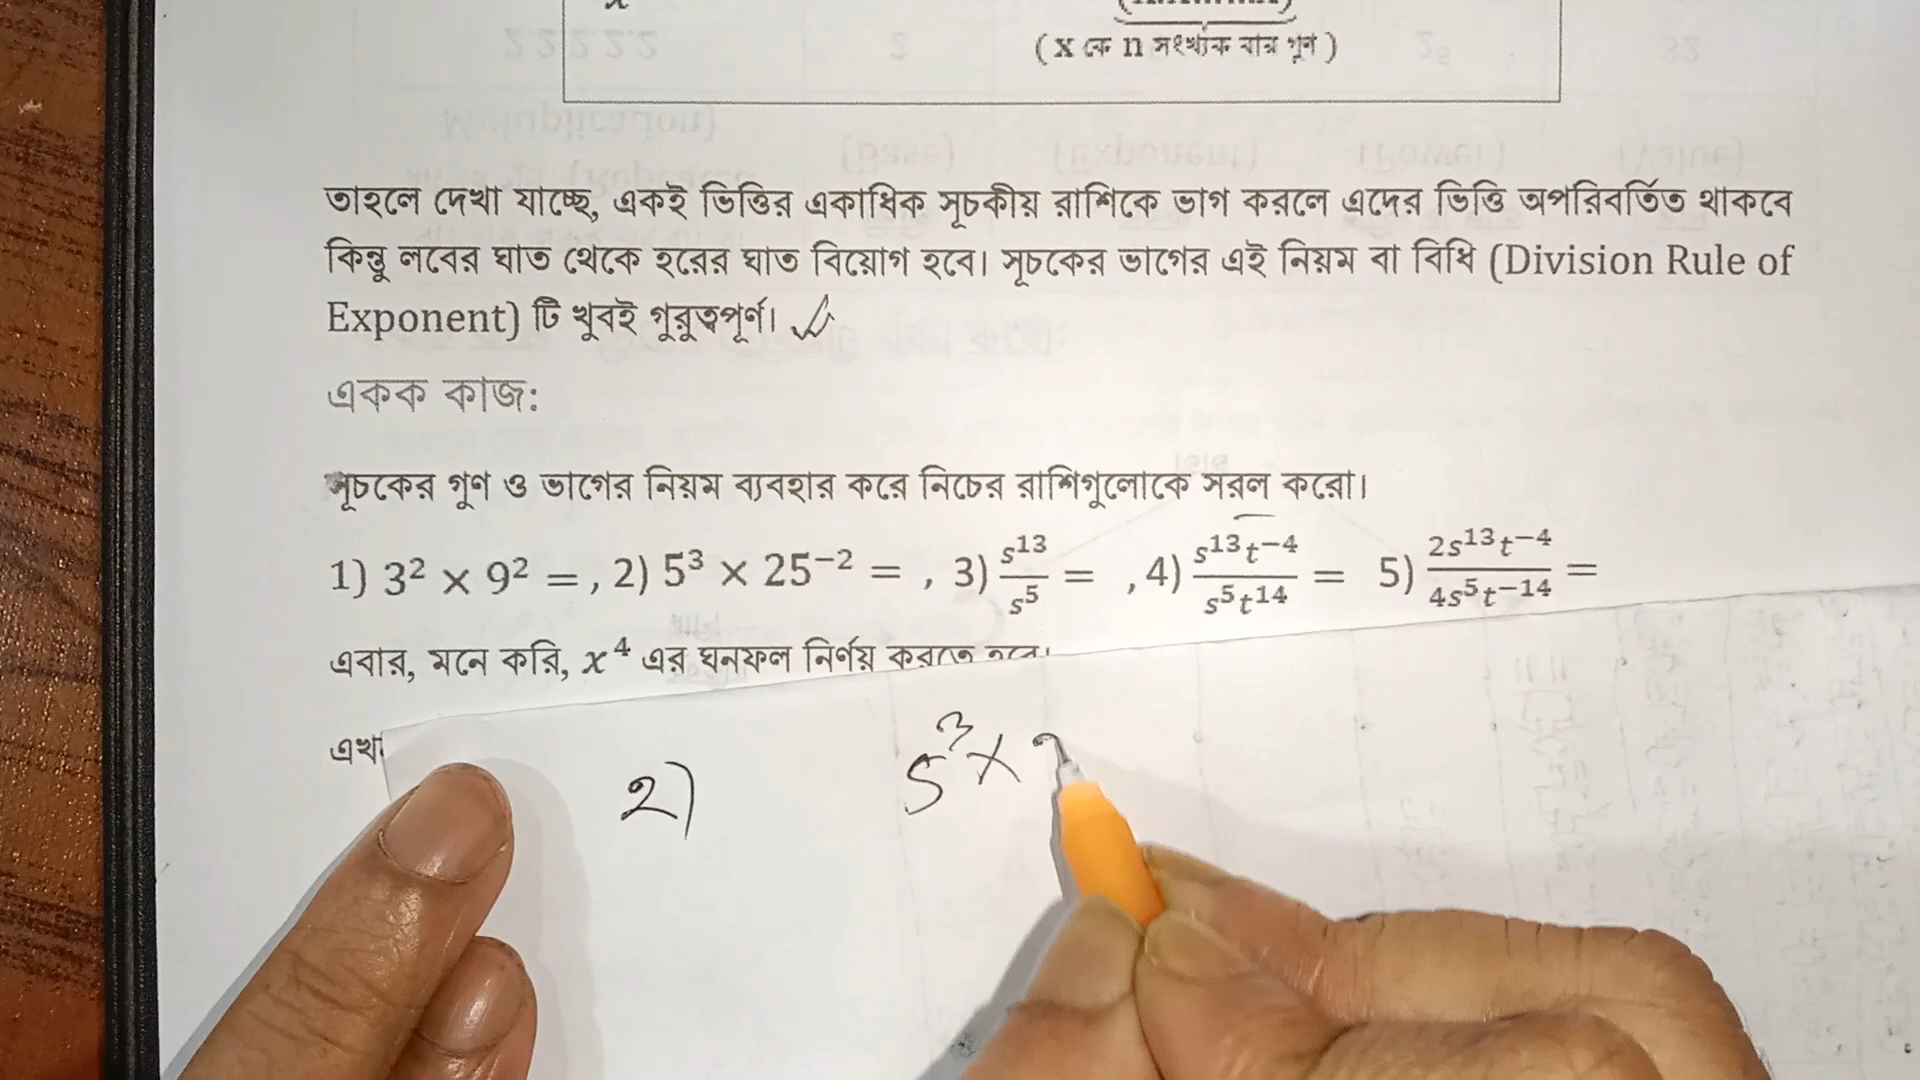 x
(x কে n সংখ্যক বার গুণ)
তাহলে দেখা যাচ্ছে, একই ভিত্তির একাধিক সূচকীয় রাশিকে ভাগ করলে এদের ভিত্তি অপরিবর্তিত থাকবে
কিন্তু লবের ঘাত থেকে হরের ঘাত বিয়োগ হবে। সূচকের ভাগের এই নিয়ম বা বিধি (Division Rule of
Exponent) টি খুবই গুরুত্বপূর্ণ।
একক কাজ:
সূচকের গুণ ও ভাগের নিয়ম ব্যবহার করে নিচের রাশিগুলোকে সরল করো।
1) 3² × 9² = , 2) 5³ × 25⁻² = , 3) s¹³/s⁵ = , 4) s¹³t⁻⁴/s⁵t¹⁴ = 5) 2s¹³t⁻⁴/4s⁵t⁻¹⁴ =
এবার, মনে করি, x⁴ এর ঘনফল নির্ণয় করতে হবে।
এখ
2) 5³ ×